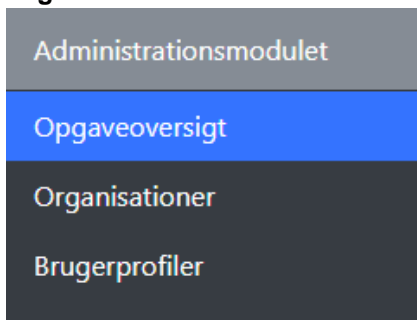 Administrationsmodulet
Opgaveoversigt
Organisationer
Brugerprofiler